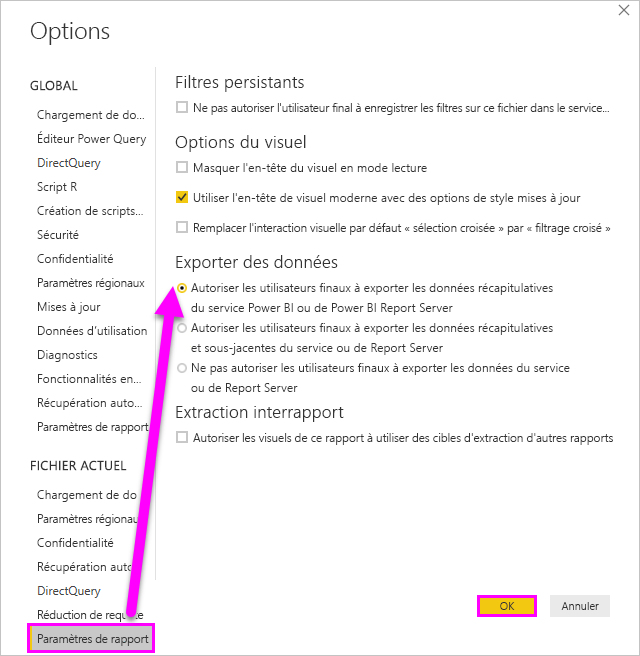 Options
GLOBAL
Chargement de do...
Éditeur Power Query
DirectQuery
Script R
Création de scripts...
Sécurité
Confidentialité
Paramètres régionaux
Mises à jour
Données d'utilisation
Diagnostics
Fonctionnalités en...
Récupération auto...
Paramètres de rapport
FICHIER ACTUEL
Chargement de do
Paramètres régionau
Confidentialité
Récupération auto
DirectQuery
Réduction de requête
Paramètres de rapport
Filtres persistants
Ne pas autoriser l'utilisateur final à enregistrer les filtres sur ce fichier dans le service...
Options du visuel
Masquer l'en-tête du visuel en mode lecture
Utiliser l'en-tête de visuel moderne avec des options de style mises à jour
Remplacer l'interaction visuelle par défaut « sélection croisée » par « filtrage croisé »
Exporter des données
Autoriser les utilisateurs finaux à exporter les données récapitulatives
du service Power BI ou de Power BI Report Server
Autoriser les utilisateurs finaux à exporter les données récapitulatives
et sous-jacentes du service ou de Report Server
Ne pas autoriser les utilisateurs finaux à exporter les données du service
ou de Report Server
Extraction interrapport
Autoriser les visuels de ce rapport à utiliser des cibles d'extraction d'autres rapports
OK
Annuler